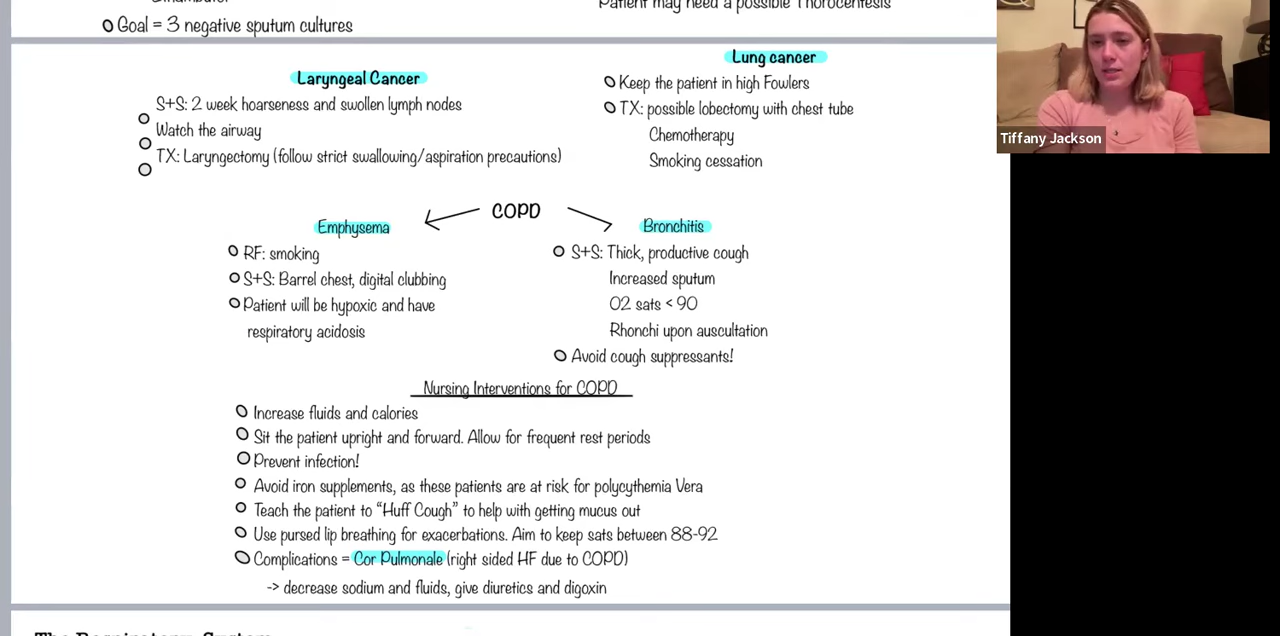 Goal = 3 negative sputum cultures
Patient may need a possible Thorocentesis
Laryngeal Cancer
S+S: 2 week hoarseness and swollen lymph nodes
Watch the airway
TX: Laryngectomy (follow strict swallowing/aspiration precautions)
Lung cancer
Keep the patient in high Fowlers
TX: possible lobectomy with chest tube
Chemotherapy
Smoking cessation
Tiffany Jackson
COPD
Emphysema
RF: smoking
S+S: Barrel chest, digital clubbing
Patient will be hypoxic and have
respiratory acidosis
Bronchitis
S+S: Thick, productive cough
Increased sputum
O2 sats < 90
Rhonchi upon auscultation
Avoid cough suppressants!
Nursing Interventions for COPD
Increase fluids and calories
Sit the patient upright and forward. Allow for frequent rest periods
Prevent infection!
Avoid iron supplements, as these patients are at risk for polycythemia Vera
Teach the patient to "Huff Cough" to help with getting mucus out
Use pursed lip breathing for exacerbations. Aim to keep sats between 88-92
Complications = Cor Pulmonale (right sided HF due to COPD)
-> decrease sodium and fluids, give diuretics and digoxin
The Respiratory System